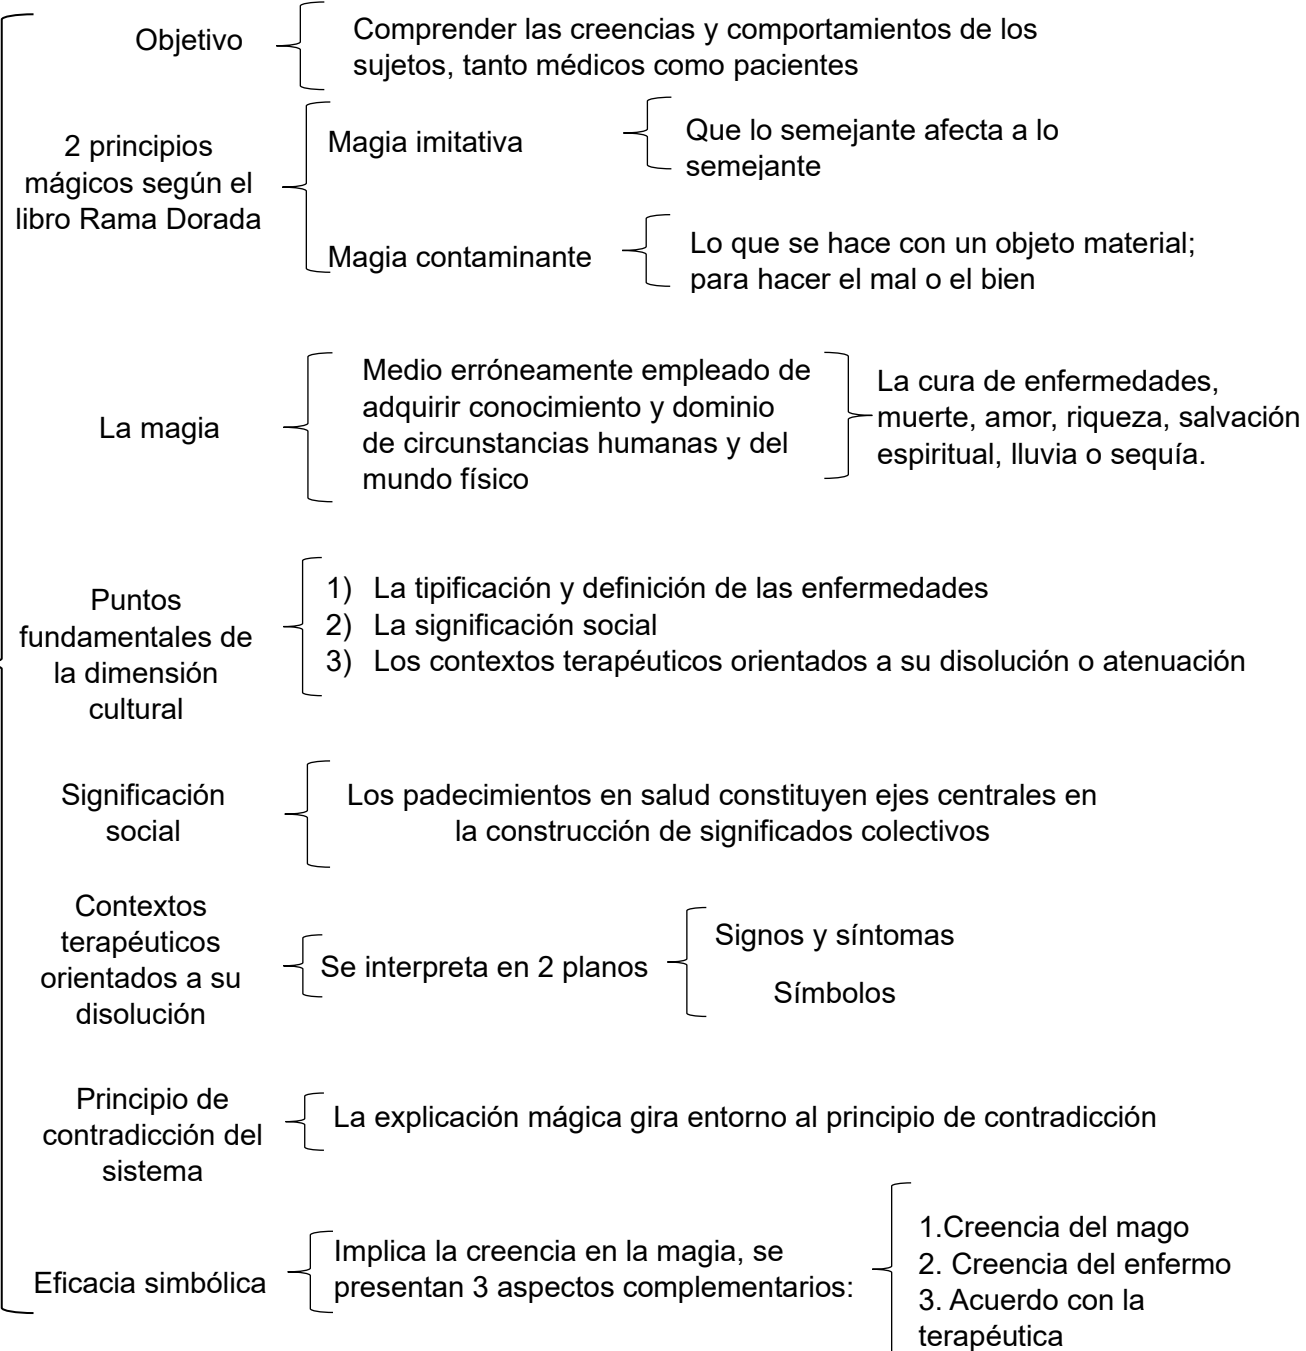 Objetivo
Comprender las creencias y comportamientos de los
sujetos, tanto médicos como pacientes
2 principios
mágicos según el
libro Rama Dorada
Magia imitativa
Que lo semejante afecta a lo
semejante
Magia contaminante
Lo que se hace con un objeto material;
para hacer el mal o el bien
La magia
Medio erróneamente empleado de
adquirir conocimiento y dominio
de circunstancias humanas y del
mundo físico
La cura de enfermedades,
muerte, amor, riqueza, salvación
espiritual, lluvia o sequía.
Puntos
fundamentales de
la dimensión
cultural
1) La tipificación y definición de las enfermedades
2) La significación social
3) Los contextos terapéuticos orientados a su disolución o atenuación
Significación
social
Los padecimientos en salud constituyen ejes centrales en
la construcción de significados colectivos
Contextos
terapéuticos
orientados a su
disolución
Se interpreta en 2 planos
Signos y síntomas
Símbolos
Principio de
contradicción del
sistema
La explicación mágica gira entorno al principio de contradicción
Eficacia simbólica
Implica la creencia en la magia, se
presentan 3 aspectos complementarios:
1.Creencia del mago
2. Creencia del enfermo
3. Acuerdo con la
terapéutica